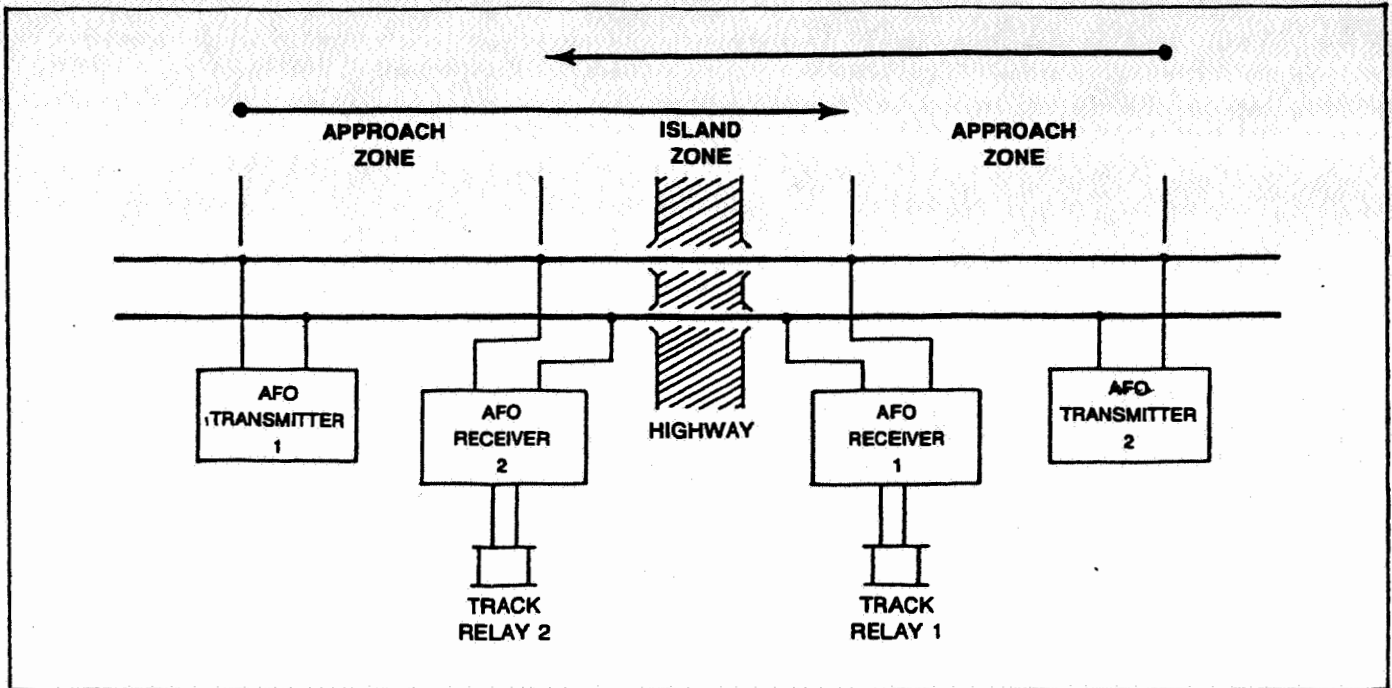 APPROACH
ZONE
ISLAND
ZONE
APPROACH
ZONE
AFO
TRANSMITTER
1
AFO
RECEIVER
2
HIGHWAY
AFO
RECEIVER
1
AFO
TRANSMITTER
2
TRACK
RELAY 2
TRACK
RELAY 1